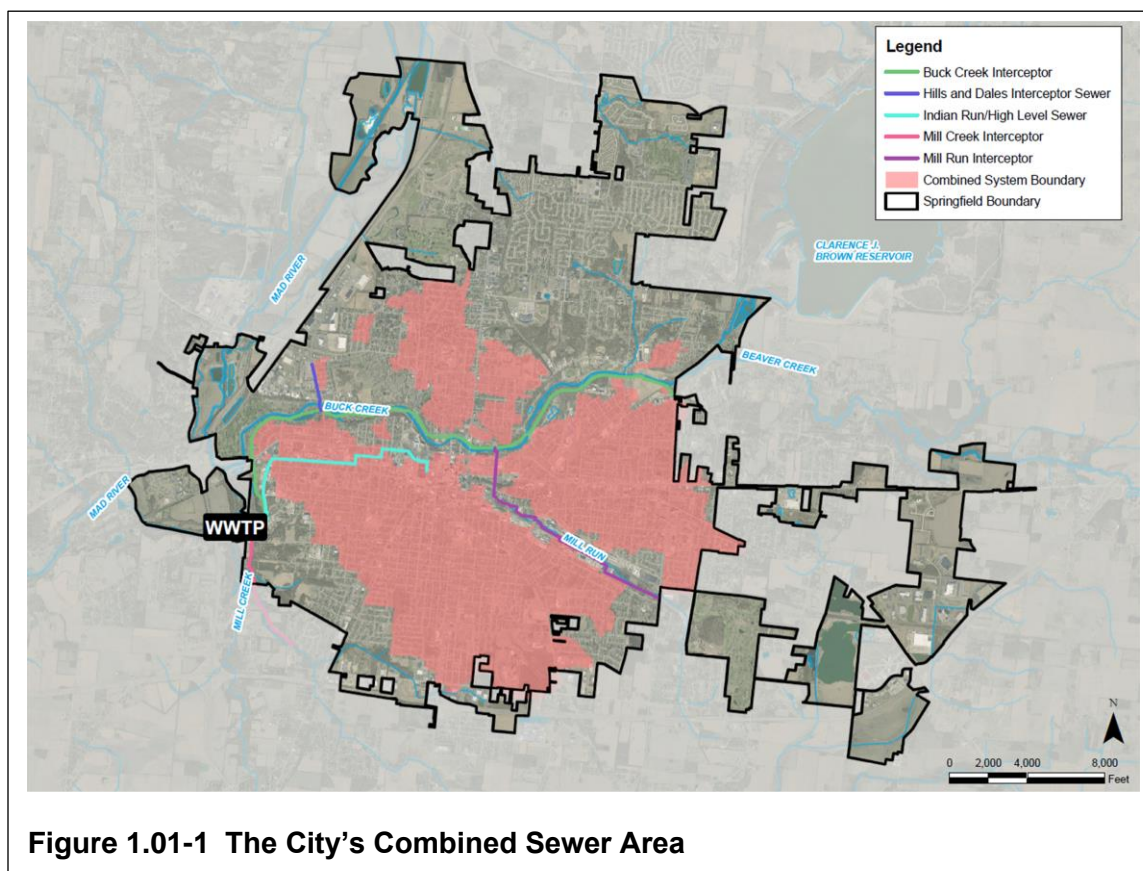 Legend
Buck Creek Interceptor
Hills and Dales Interceptor Sewer
Indian Run/High Level Sewer
Mill Creek Interceptor
Mill Run Interceptor
Combined System Boundary
Springfield Boundary
CLARENCE J.
BROWN RESERVOIR
MAD RIVER
BEAVER CREEK
BUCK CREEK
MAD RIVER
WWTP
MILL RUN
MILL CREEK
N
0 2,000 4,000 8,000
Feet
Figure 1.01-1 The City’s Combined Sewer Area